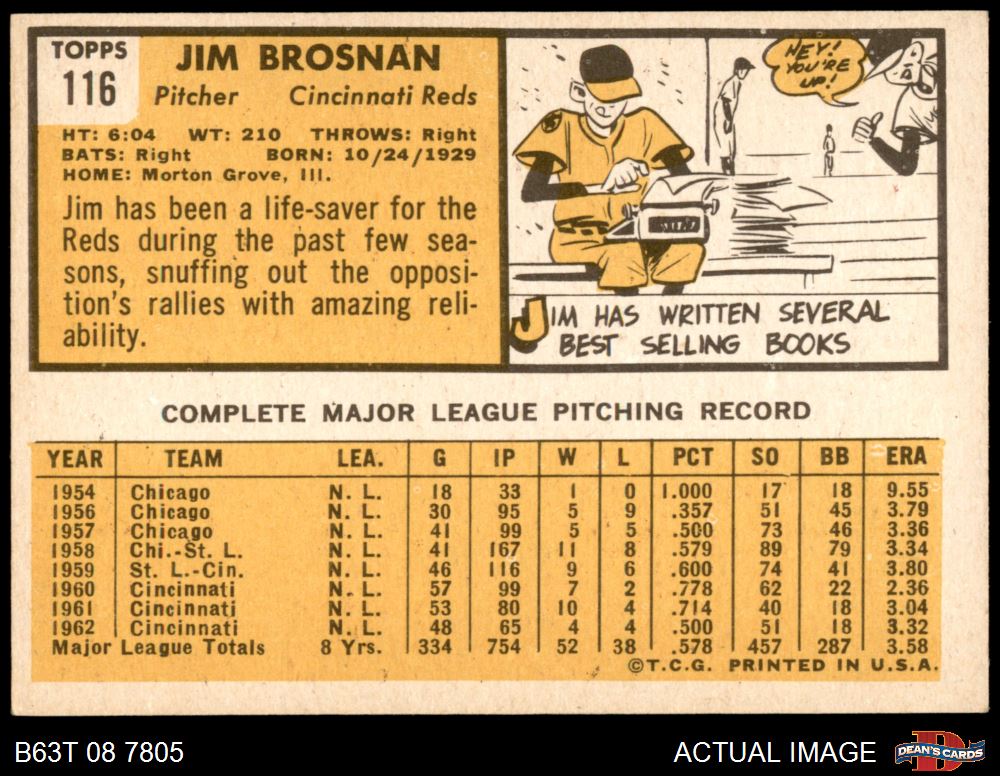 TOPPS
116
JIM BROSNAN
Pitcher Cincinnati Reds
HT: 6:04 WT: 210 THROWS: Right
BATS: Right BORN: 10/24/1929
HOME: Morton Grove, Ill.
Jim has been a life-saver for the
Reds during the past few sea-
sons, snuffing out the opposi-
tion's rallies with amazing reli-
ability.
HEY!
YOU'RE
UP!
JIM HAS WRITTEN SEVERAL
BEST SELLING BOOKS
COMPLETE MAJOR LEAGUE PITCHING RECORD
YEAR TEAM LEA. G IP W L PCT SO BB ERA
1954 Chicago N. L. 18 33 1 0 1.000 17 18 9.55
1956 Chicago N. L. 30 95 5 9 .357 51 45 3.79
1957 Chicago N. L. 41 99 5 5 .500 73 46 3.36
1958 Chi.-St. L. N. L. 41 167 11 8 .579 89 79 3.34
1959 St. L.-Cin. N. L. 46 116 9 6 .600 74 41 3.80
1960 Cincinnati N. L. 57 99 7 2 .778 62 22 2.36
1961 Cincinnati N. L. 53 80 10 4 .714 40 18 3.04
1962 Cincinnati N. L. 48 65 4 4 .500 51 18 3.32
Major League Totals 8 Yrs. 334 754 52 38 .578 457 287 3.58
©T.C.G. PRINTED IN U.S.A.
B63T 08 7805
ACTUAL IMAGE
DEAN'S CARDS